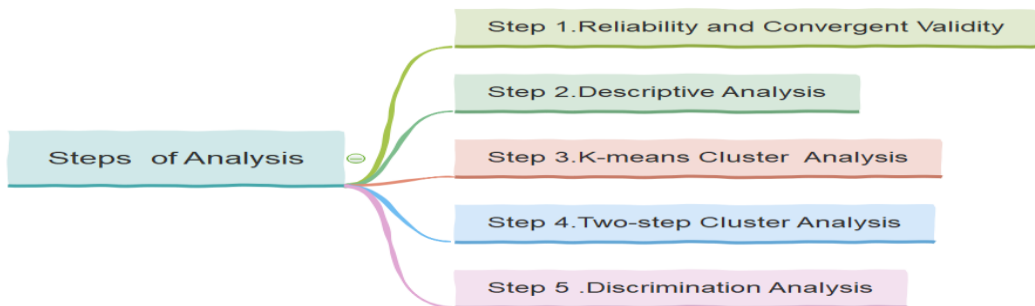 Steps of Analysis
Step 1.Reliability and Convergent Validity
Step 2.Descriptive Analysis
Step 3.K-means Cluster Analysis
Step 4.Two-step Cluster Analysis
Step 5 .Discrimination Analysis